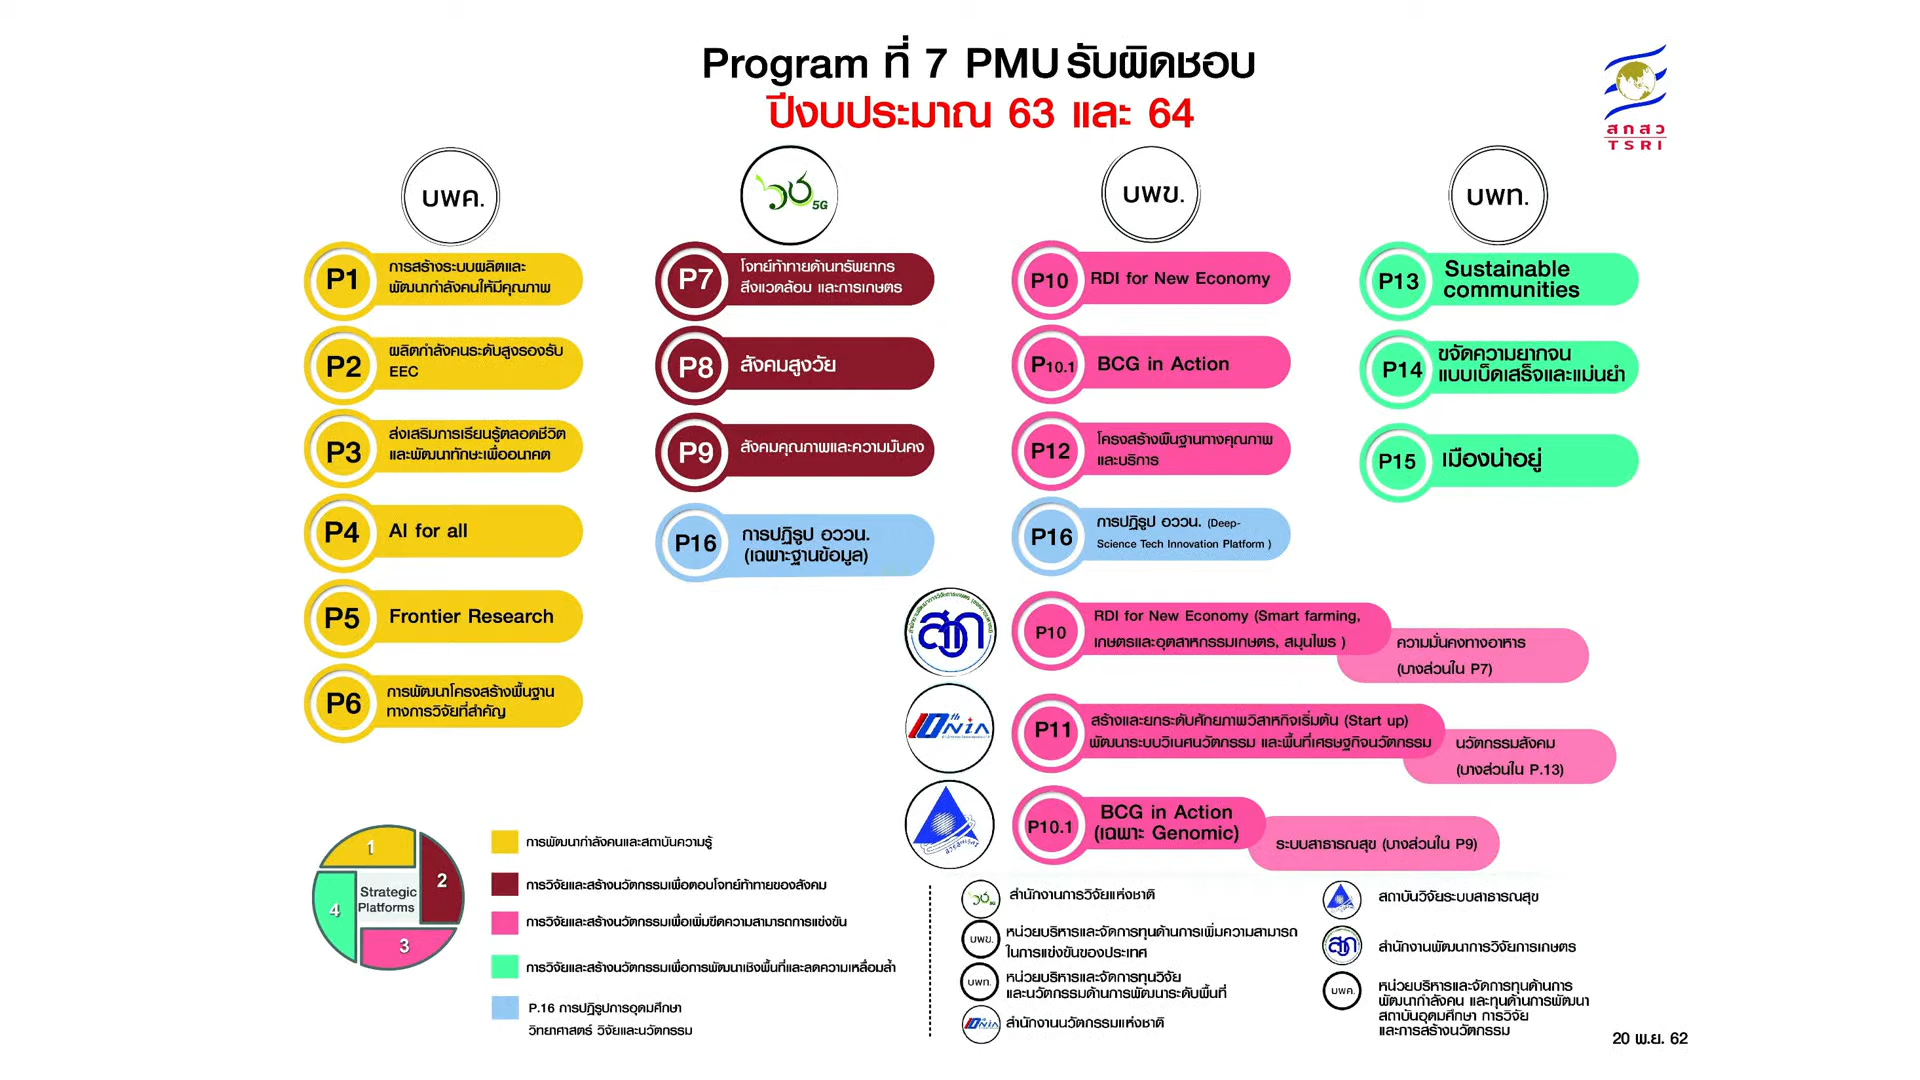 Program ที่ 7 PMU รับผิดชอบ
ปีงบประมาณ 63 และ 64
สกสว
TSRI
บพค.
P1
การสร้างระบบผลิตและ
พัฒนากำลังคนให้มีคุณภาพ
P2
ผลิตกำลังคนระดับสูงรองรับ
EEC
P3
ส่งเสริมการเรียนรู้ตลอดชีวิต
และพัฒนาทักษะเพื่ออนาคต
P4
AI for all
P5
Frontier Research
P6
การพัฒนาโครงสร้างพื้นฐาน
ทางการวิจัยที่สำคัญ
วช
5G
P7
โจทย์ท้าทายด้านทรัพยากร
สิ่งแวดล้อม และการเกษตร
P8
สังคมสูงวัย
P9
สังคมคุณภาพและความมั่นคง
P16
การปฏิรูป อววน.
(เฉพาะฐานข้อมูล)
บพข.
P10
RDI for New Economy
P10.1
BCG in Action
P12
โครงสร้างพื้นฐานทางคุณภาพ
และบริการ
P16
การปฏิรูป อววน. (Deep-
Science Tech Innovation Platform )
บพท.
P13
Sustainable
communities
P14
ขจัดความยากจน
แบบเบ็ดเสร็จและแม่นยำ
P15
เมืองน่าอยู่
สวก
P10
RDI for New Economy (Smart farming,
เกษตรและอุตสาหกรรมเกษตร, สมุนไพร )
ความมั่นคงทางอาหาร
(บางส่วนใน P7)
10th NIA
P11
สร้างและยกระดับศักยภาพวิสาหกิจเริ่มต้น (Start up)
พัฒนาระบบวิเนศนวัตกรรม และพื้นที่เศรษฐกิจนวัตกรรม
นวัตกรรมสังคม
(บางส่วนใน P.13)
P10.1
BCG in Action
(เฉพาะ Genomic)
ระบบสาธารณสุข (บางส่วนใน P9)
1
2
3
4
Strategic
Platforms
การพัฒนากำลังคนและสถาบันความรู้
การวิจัยและสร้างนวัตกรรมเพื่อตอบโจทย์ท้าทายของสังคม
การวิจัยและสร้างนวัตกรรมเพื่อเพิ่มขีดความสามารถการแข่งขัน
การวิจัยและสร้างนวัตกรรมเพื่อการพัฒนาเชิงพื้นที่และลดความเหลื่อมล้ำ
P.16 การปฏิรูปการอุดมศึกษา
วิทยาศาสตร์ วิจัยและนวัตกรรม
วช 5G
สำนักงานการวิจัยแห่งชาติ
บพข.
หน่วยบริหารและจัดการทุนด้านการเพิ่มความสามารถ
ในการแข่งขันของประเทศ
บพท.
หน่วยบริหารและจัดการทุนวิจัย
และนวัตกรรมด้านการพัฒนาระดับพื้นที่
NIA
สำนักงานนวัตกรรมแห่งชาติ
สถาบันวิจัยระบบสาธารณสุข
สวก
สำนักงานพัฒนาการวิจัยการเกษตร
บพค.
หน่วยบริหารและจัดการทุนด้านการ
พัฒนากำลังคน และทุนด้านการพัฒนา
สถาบันอุดมศึกษา การวิจัย
และการสร้างนวัตกรรม
20 พ.ย. 62